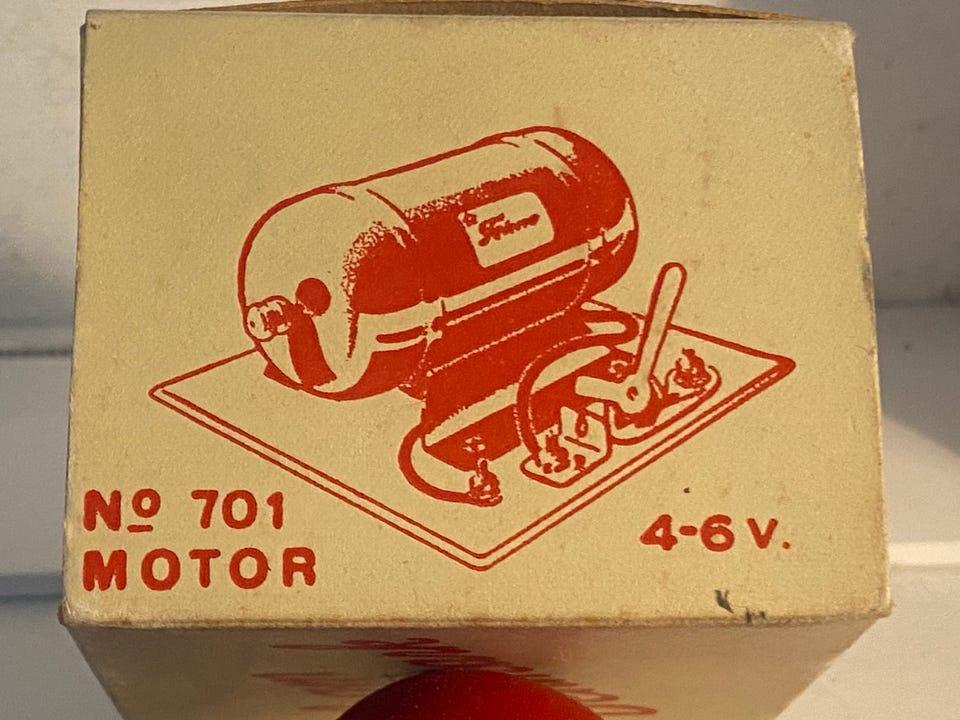 Nº 701
MOTOR
4-6 V.